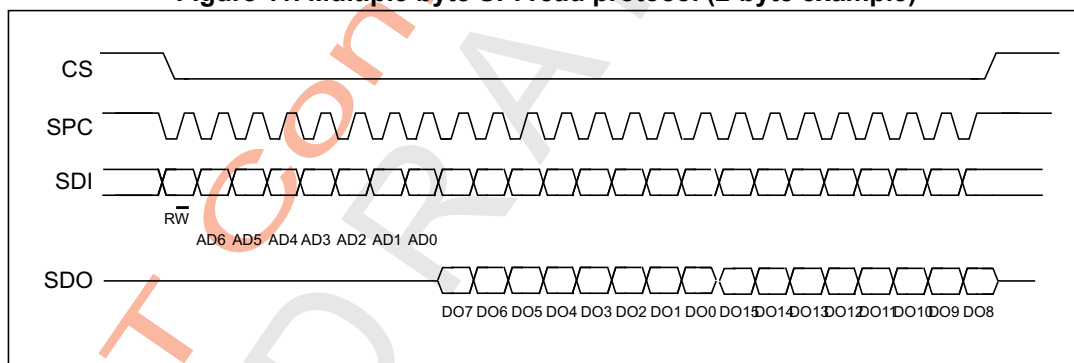 Figure 11. Multiple byte SPI read protocol (2-byte example)
CS
SPC
SDI
RW
AD6 AD5 AD4 AD3 AD2 AD1 AD0
SDO
DO7 DO6 DO5 DO4 DO3 DO2 DO1 DO0 DO15 DO14 DO13 DO12 DO11 DO10 DO9 DO8
T Con
DRA